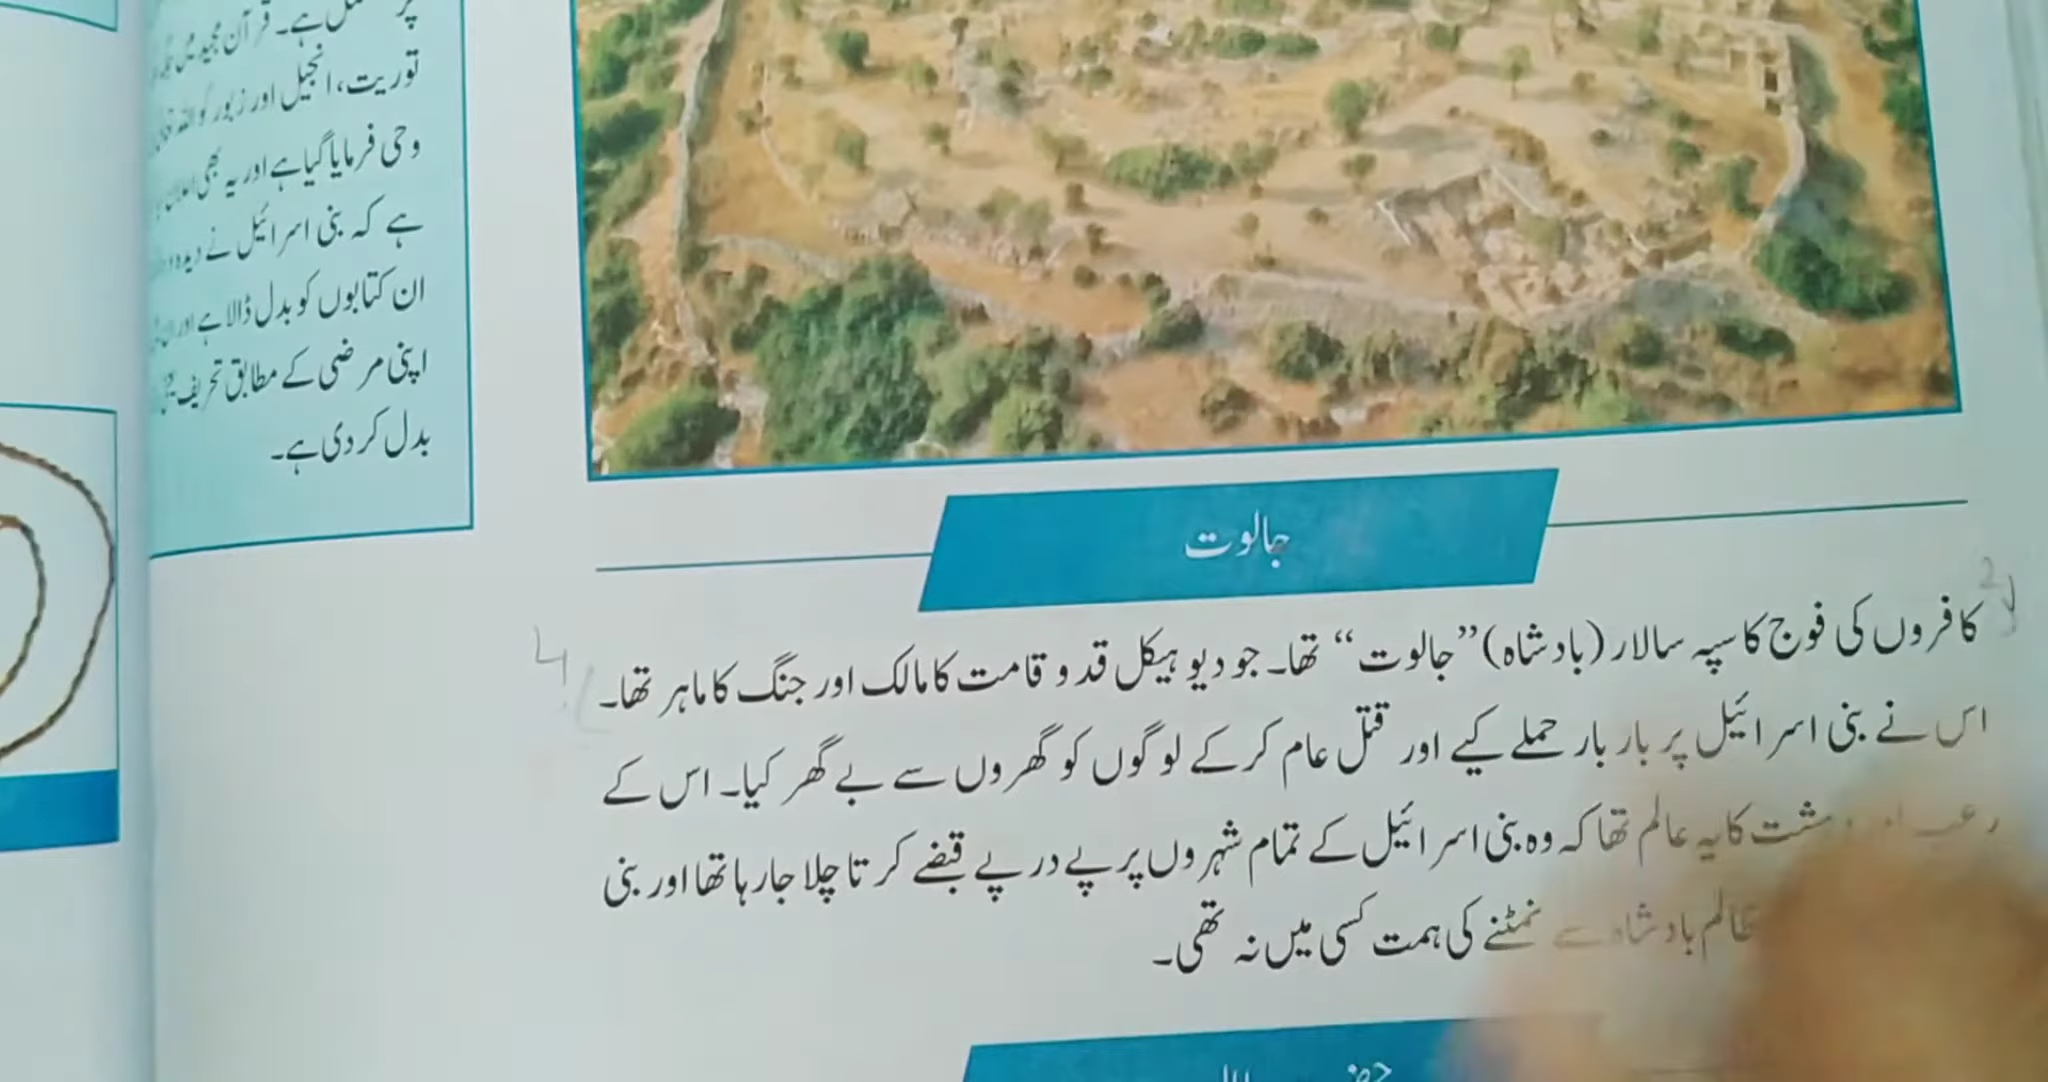 جالوت
کافروں کی فوج کا سپہ سالار (بادشاہ) ”جالوت“ تھا۔ جو دیو ہیکل قد و قامت کا مالک اور جنگ کا ماہر تھا۔
اس نے بنی اسرائیل پر بار بار حملے کیے اور قتل عام کر کے لوگوں کو گھروں سے بے گھر کیا۔ اس کے
کا یہ عالم تھا کہ وہ بنی اسرائیل کے تمام شہروں پر پے در پے قبضے کرتا چلا جا رہا تھا اور بنی
ظالم بادشاہ سے نمٹنے کی ہمت کسی میں نہ تھی۔
ہے۔ قرآن مجید میں
توریت، انجیل اور زبور کو اللہ
وحی فرمایا گیا ہے اور یہ بھی
ہے کہ بنی اسرائیل نے دیدہ و
ان کتابوں کو بدل ڈالا ہے اور
اپنی مرضی کے مطابق تحریف
بدل کر دی ہے۔